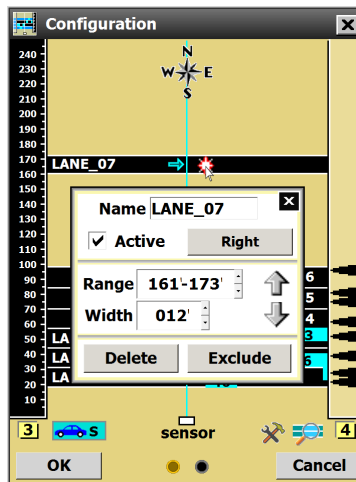 Configuration
240
230
220
210
200
190
180
170
160
150
140
130
120
110
100
90
80
70
60
50
40
30
20
10
N
W E
S
LANE_07
Name LANE_07
Active Right
Range 161'-173'
Width 012'
Delete Exclude
6
5
4
3
LA
LA
LA
3 S sensor 4
OK Cancel